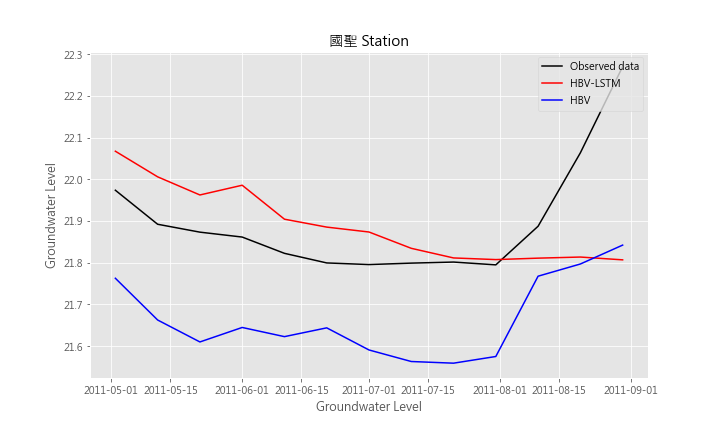 國聖 Station
22.3
22.2
22.1
22.0
21.9
21.8
21.7
21.6
Groundwater Level
Observed data
HBV-LSTM
HBV
2011-05-01 2011-05-15 2011-06-01 2011-06-15 2011-07-01 2011-07-15 2011-08-01 2011-08-15 2011-09-01
Groundwater Level